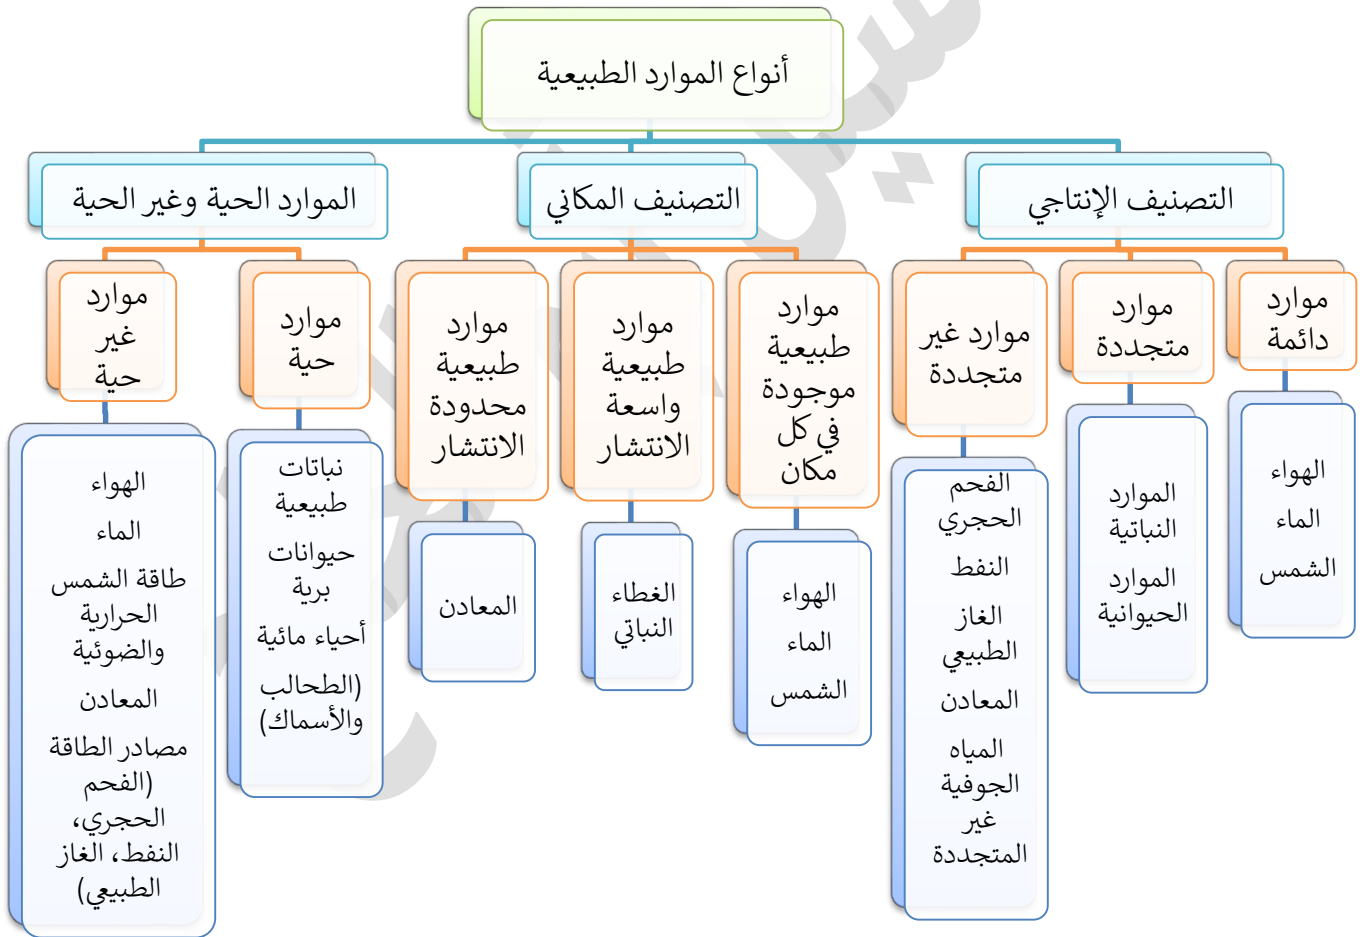 أنواع الموارد الطبيعية
التصنيف الإنتاجي
التصنيف المكاني
الموارد الحية وغير الحية
موارد
دائمة
موارد
متجددة
موارد غير
متجددة
موارد
طبيعية
موجودة
في كل
مكان
موارد
طبيعية
واسعة
الانتشار
موارد
طبيعية
محدودة
الانتشار
موارد
حية
موارد
غير
حية
الهواء
الماء
الشمس
الموارد
النباتية
الموارد
الحيوانية
الفحم
الحجري
النفط
الغاز
الطبيعي
المعادن
المياه
الجوفية
غير
المتجددة
الهواء
الماء
الشمس
الغطاء
النباتي
المعادن
نباتات
طبيعية
حيوانات
برية
أحياء مائية
(الطحالب
والأسماك)
الهواء
الماء
طاقة الشمس
الحرارية
والضوئية
المعادن
مصادر الطاقة
(الفحم
الحجري،
النفط، الغاز
الطبيعي)